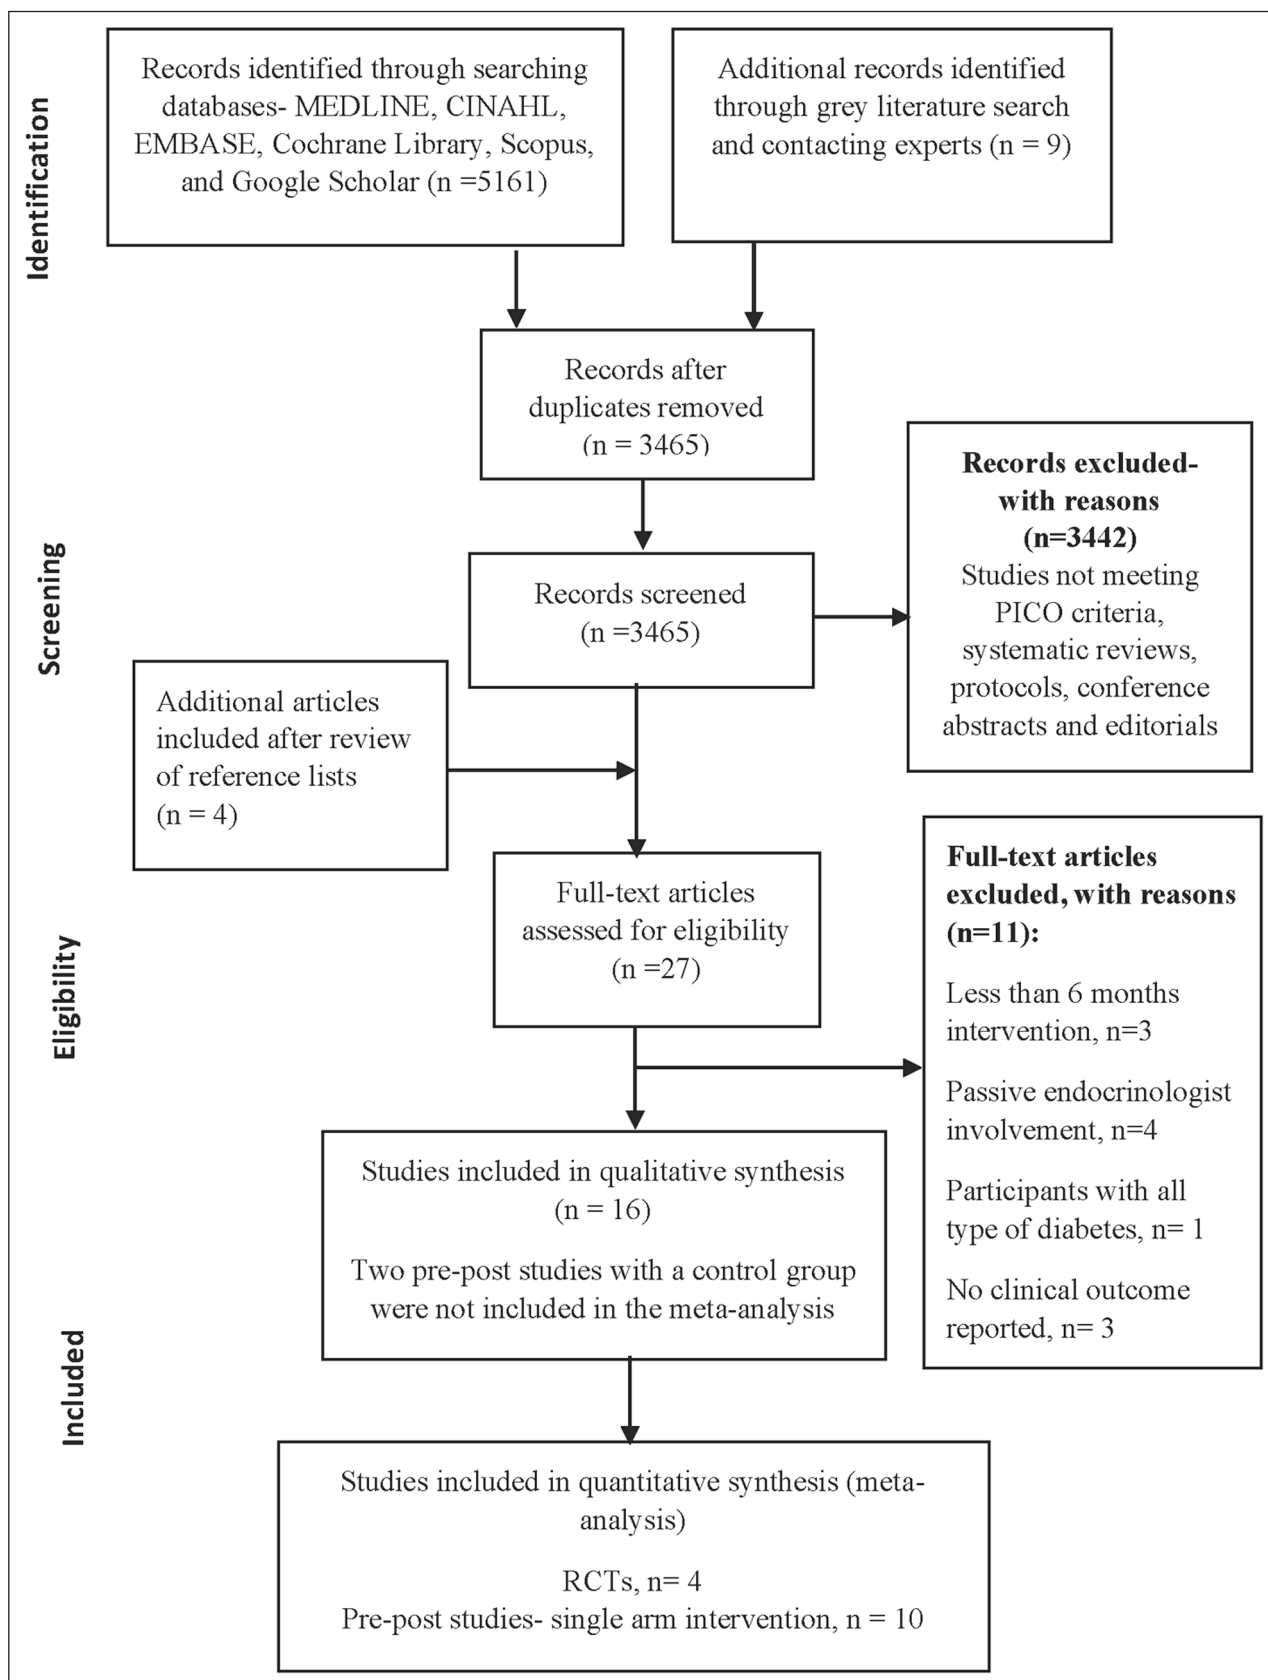 Identification
Records identified through searching
databases- MEDLINE, CINAHL,
EMBASE, Cochrane Library, Scopus,
and Google Scholar (n =5161)
Additional records identified
through grey literature search
and contacting experts (n = 9)
Records after
duplicates removed
(n = 3465)
Screening
Records screened
(n =3465)
Records excluded-
with reasons
(n=3442)
Studies not meeting
PICO criteria,
systematic reviews,
protocols, conference
abstracts and editorials
Additional articles
included after review
of reference lists
(n = 4)
Eligibility
Full-text articles
assessed for eligibility
(n =27)
Full-text articles
excluded, with reasons
(n=11):
Less than 6 months
intervention, n=3
Passive endocrinologist
involvement, n=4
Participants with all
type of diabetes, n= 1
No clinical outcome
reported, n= 3
Included
Studies included in qualitative synthesis
(n = 16)
Two pre-post studies with a control group
were not included in the meta-analysis
Studies included in quantitative synthesis (meta-
analysis)
RCTs, n= 4
Pre-post studies- single arm intervention, n = 10